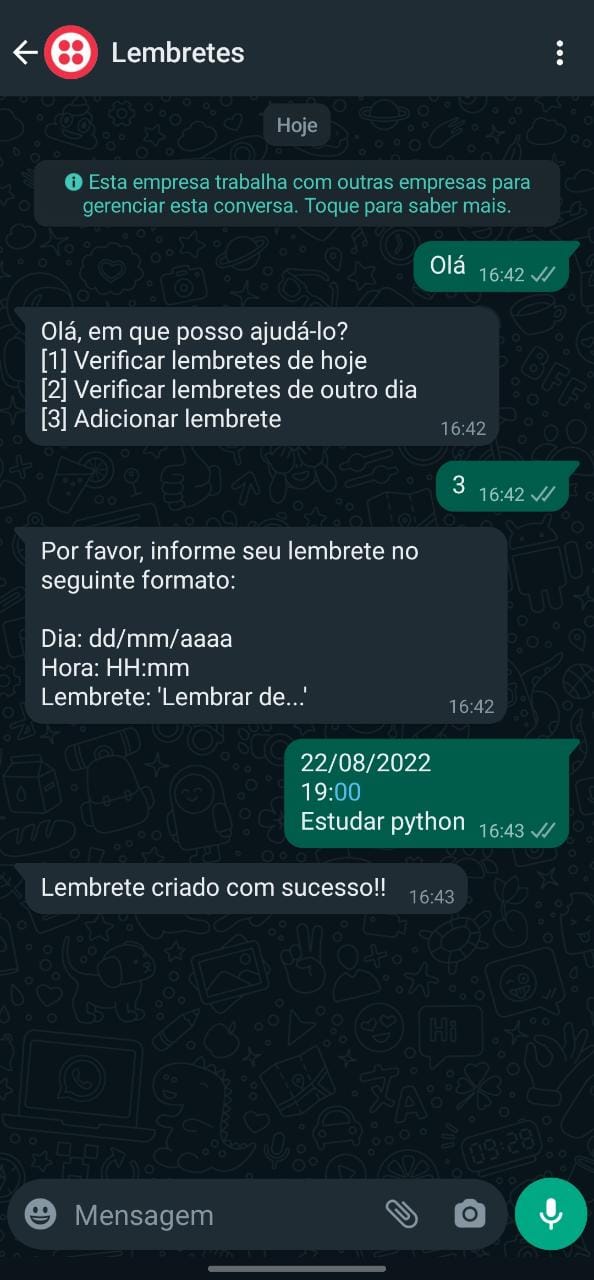 Lembretes
Hoje
Esta empresa trabalha com outras empresas para
gerenciar esta conversa. Toque para saber mais.
Olá 16:42
Olá, em que posso ajudá-lo?
[1] Verificar lembretes de hoje
[2] Verificar lembretes de outro dia
[3] Adicionar lembrete
16:42
3 16:42
Por favor, informe seu lembrete no
seguinte formato:
Dia: dd/mm/aaaa
Hora: HH:mm
Lembrete: 'Lembrar de...'
16:42
22/08/2022
19:00
Estudar python 16:43
Lembrete criado com sucesso!! 16:43
BFF
Hi
09:28
Mensagem